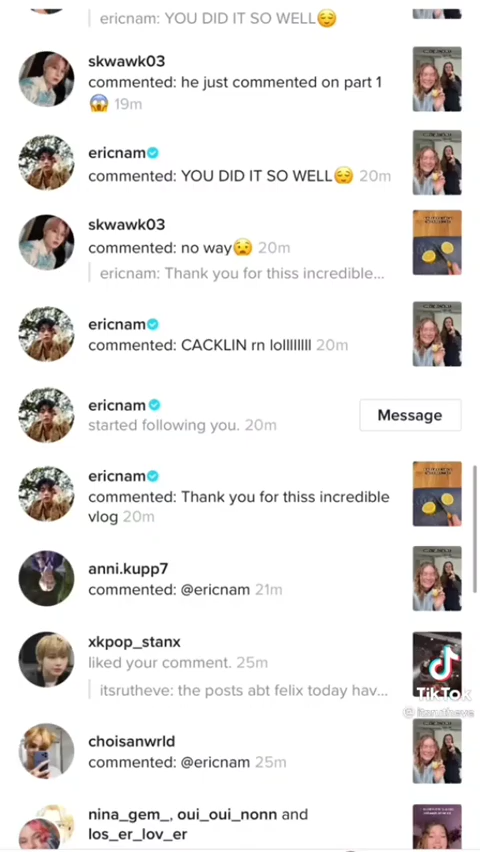 ericnam: YOU DID IT SO WELL😌
skwawk03
commented: he just commented on part 1
😱 19m
ericnam
commented: YOU DID IT SO WELL😌 20m
skwawk03
commented: no way😧 20m
ericnam: Thank you for thiss incredible...
ericnam
commented: CACKLIN rn lollllllll 20m
ericnam
started following you. 20m
Message
ericnam
commented: Thank you for thiss incredible
vlog 20m
anni.kupp7
commented: @ericnam 21m
xkpop_stanx
liked your comment. 25m
itsrutheve: the posts abt felix today hav...
TikTok
@ itsrutheve
choisanwrld
commented: @ericnam 25m
nina_gem_, oui_oui_nonn and
los_er_lov_er